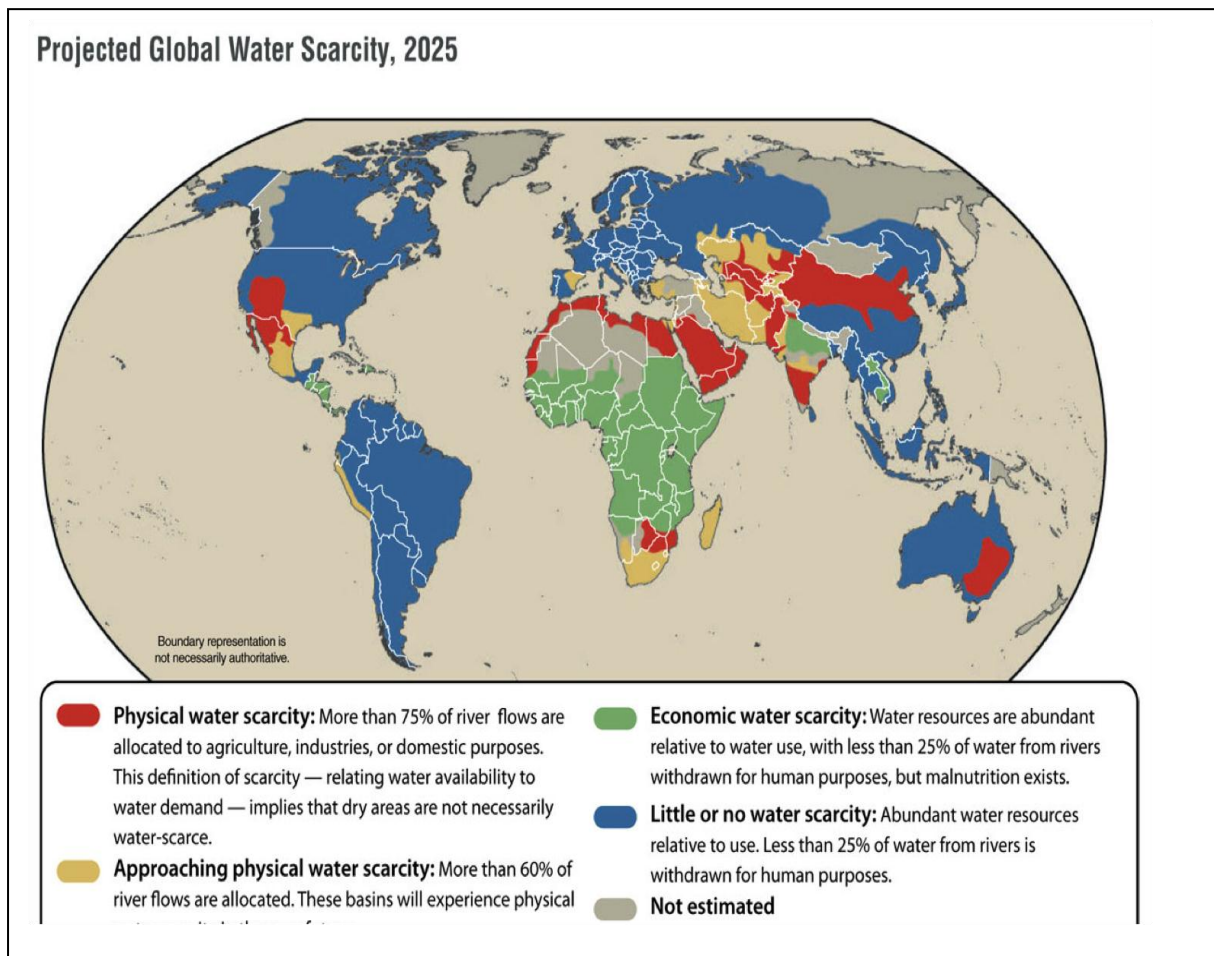 Projected Global Water Scarcity, 2025
Boundary representation is
not necessarily authoritative.
Physical water scarcity: More than 75% of river flows are
allocated to agriculture, industries, or domestic purposes.
This definition of scarcity — relating water availability to
water demand — implies that dry areas are not necessarily
water-scarce.
Approaching physical water scarcity: More than 60% of
river flows are allocated. These basins will experience physical
Economic water scarcity: Water resources are abundant
relative to water use, with less than 25% of water from rivers
withdrawn for human purposes, but malnutrition exists.
Little or no water scarcity: Abundant water resources
relative to use. Less than 25% of water from rivers is
withdrawn for human purposes.
Not estimated